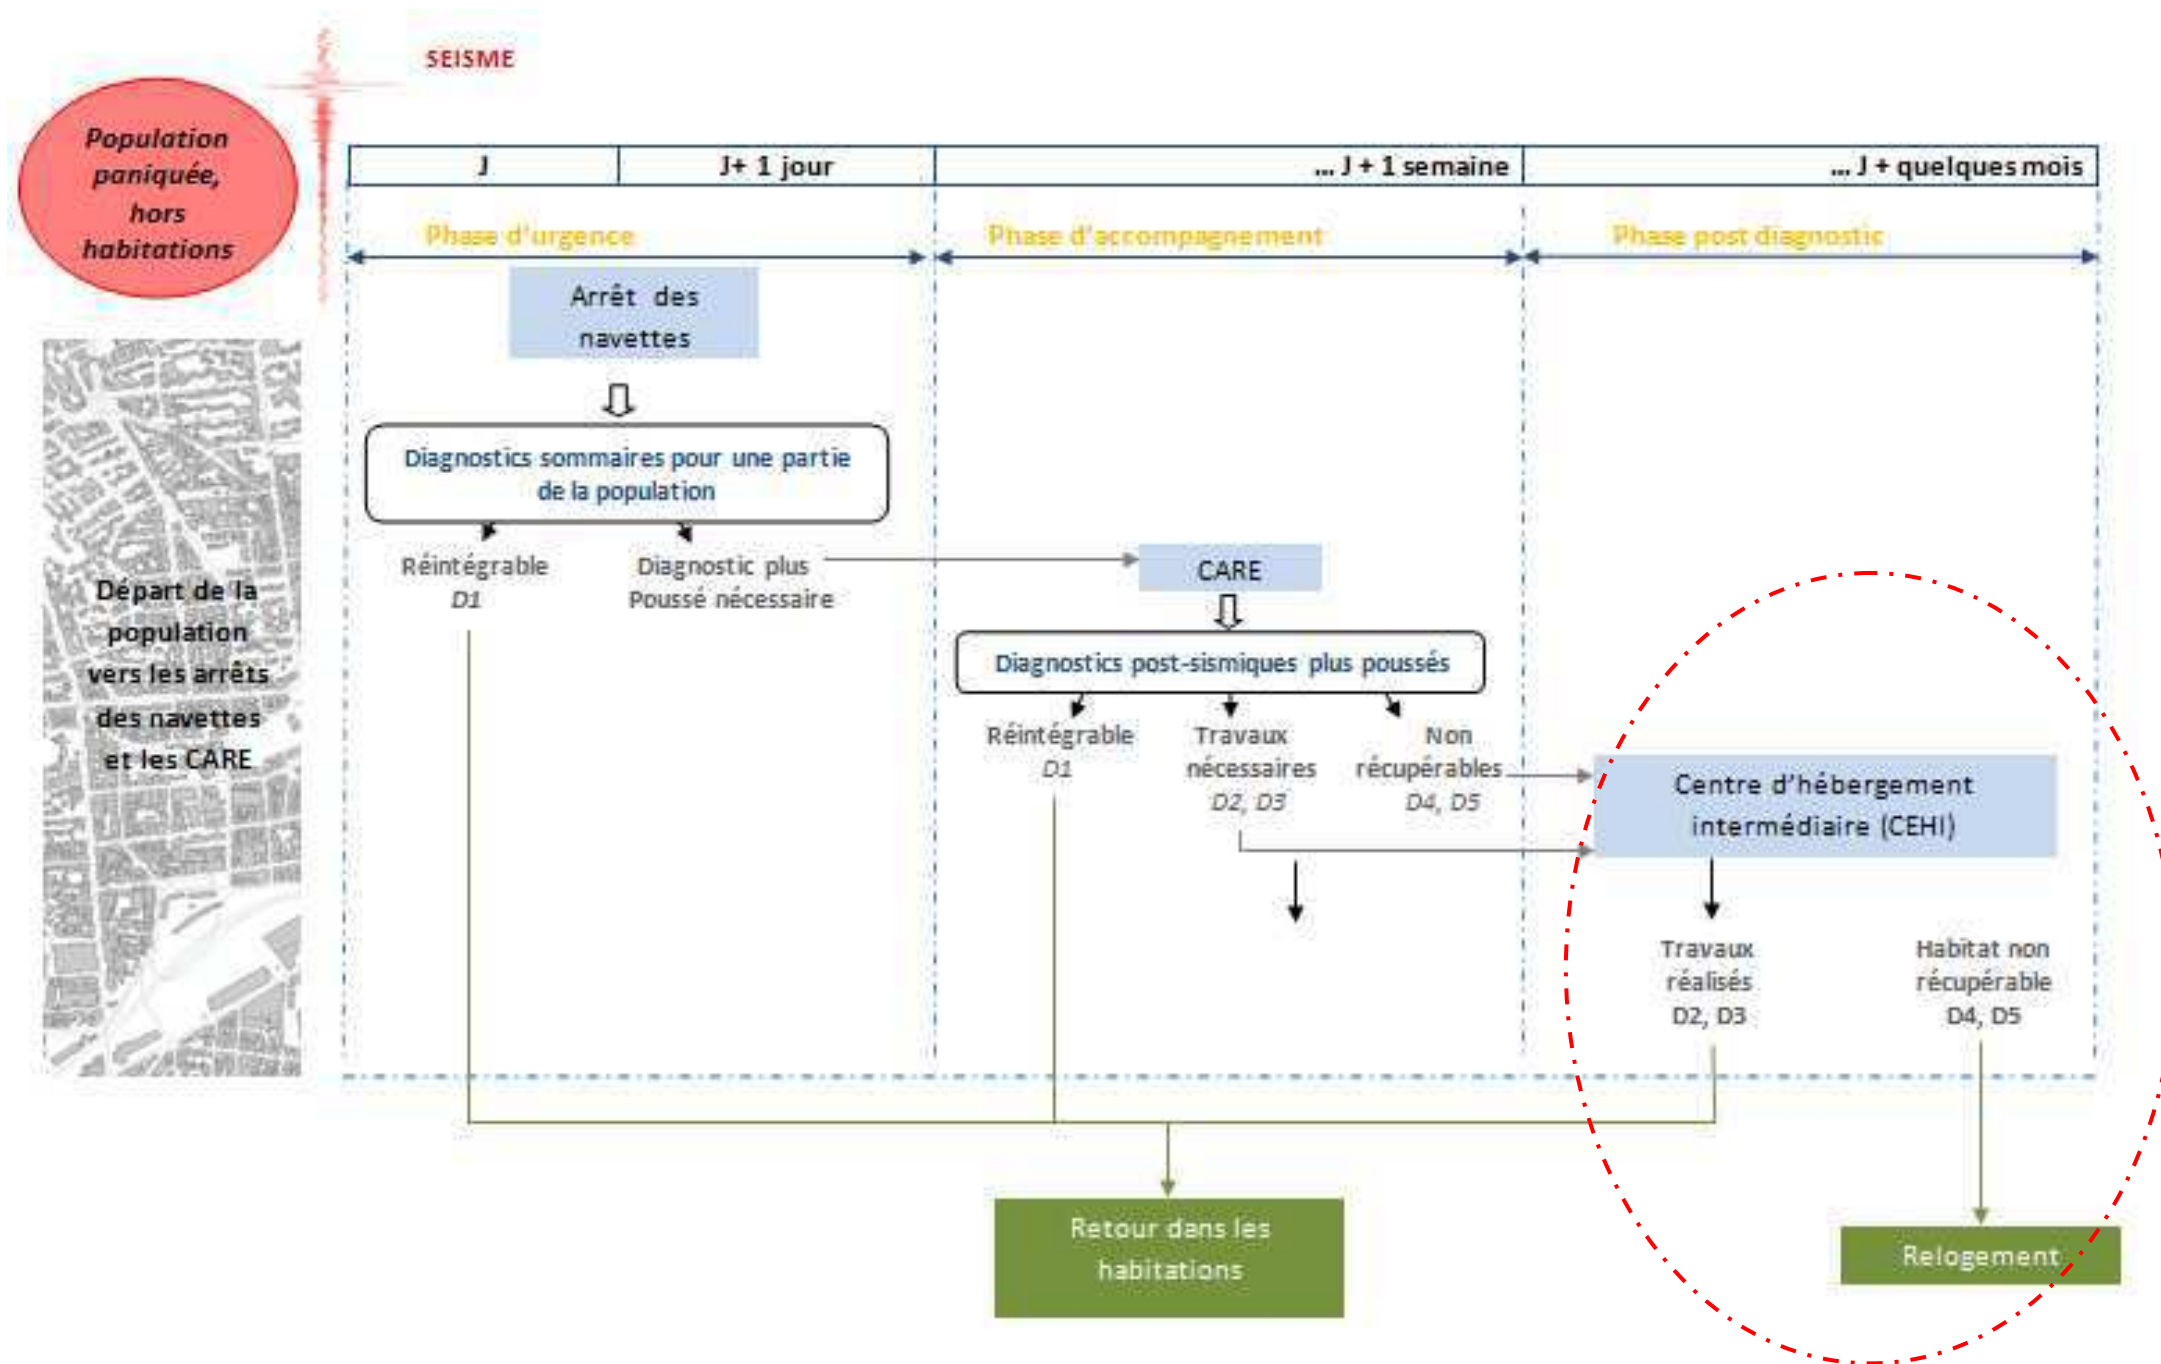 SEISME
Population
paniquée,
hors
habitations
J
J+ 1 jour
... J + 1 semaine
... J + quelques mois
Phase d'urgence
Phase d'accompagnement
Phase post diagnostic
Arrêt des
navettes
Diagnostics sommaires pour une partie
de la population
Réintégrable
D1
Diagnostic plus
Poussé nécessaire
CARE
Diagnostics post-sismiques plus poussés
Réintégrable
D1
Travaux
nécessaires
D2, D3
Non
récupérables
D4, D5
Centre d'hébergement
intermédiaire (CEHI)
Travaux
réalisés
D2, D3
Habitat non
récupérable
D4, D5
Départ de la
population
vers les arrêts
des navettes
et les CARE
Retour dans les
habitations
Relogement